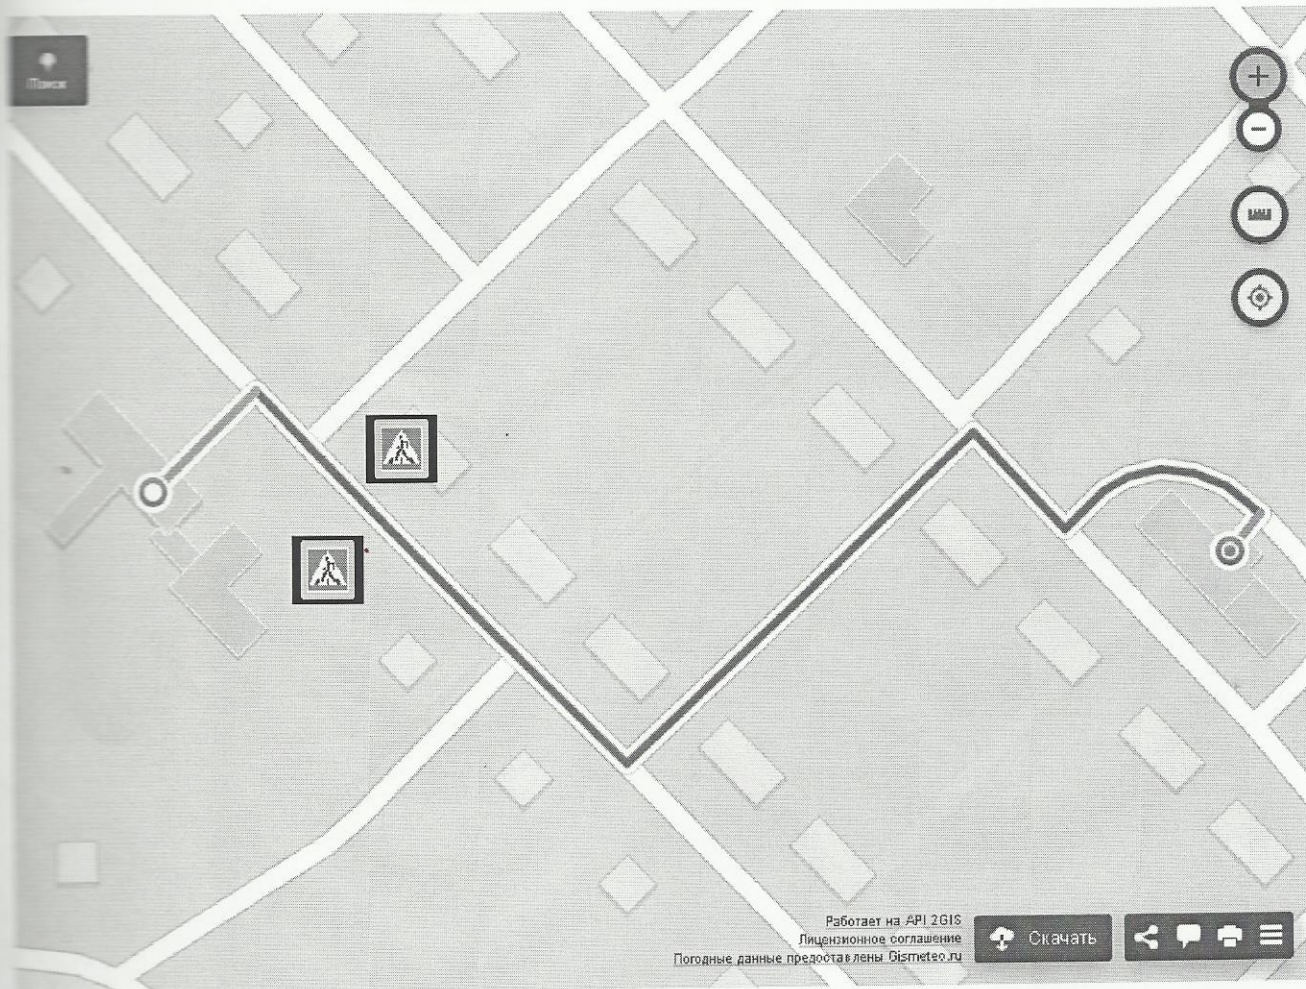 Поиск
Работает на API 2GIS
Лицензионное соглашение
Погодные данные предоставлены Gismeteo.ru
Скачать